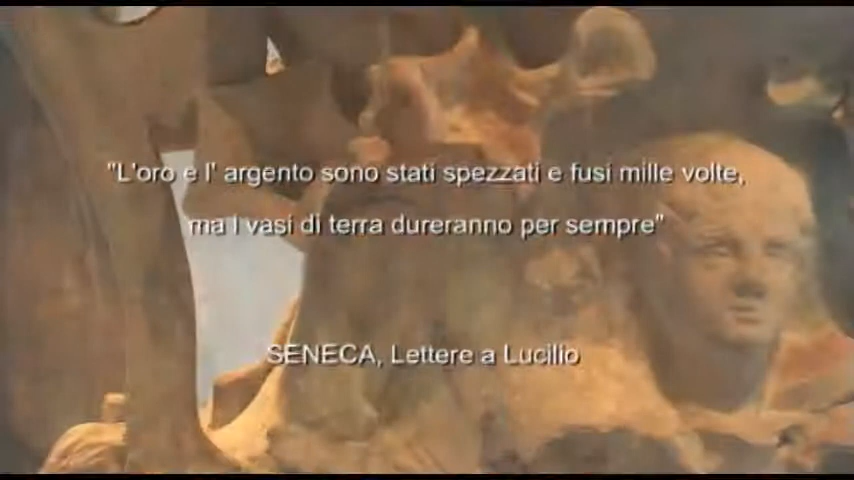 "L'oro e l' argento sono stati spezzati e fusi mille volte,
ma i vasi di terra dureranno per sempre"
SENECA, Lettere a Lucilio